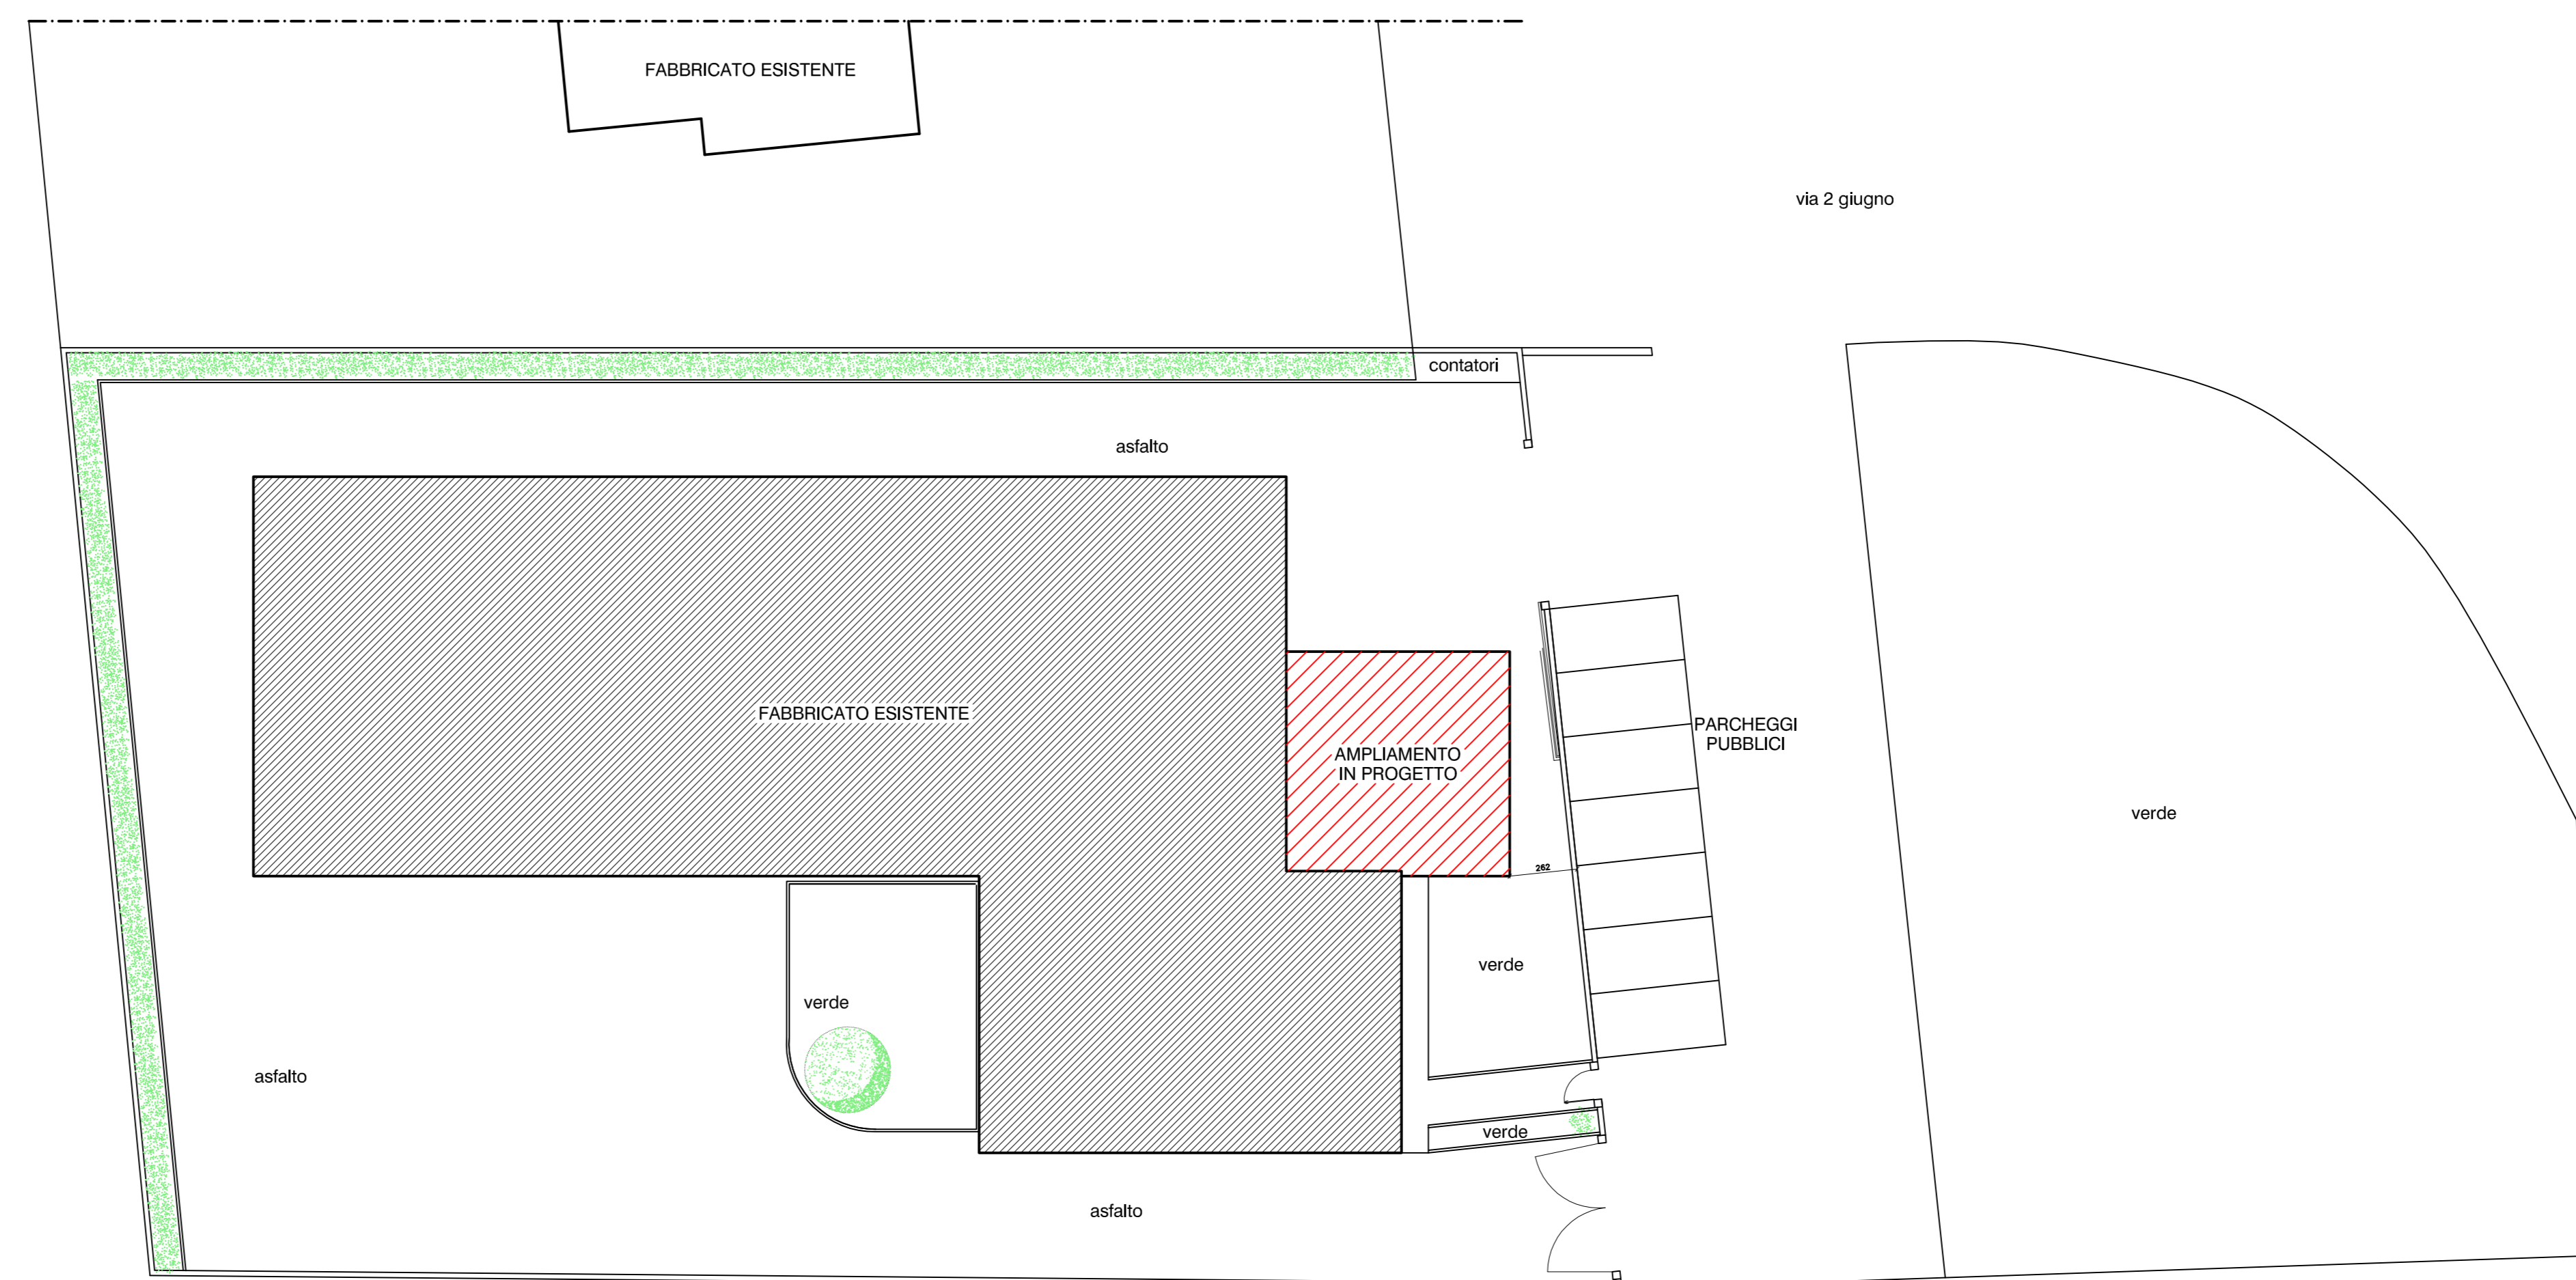 FABBRICATO ESISTENTE
via 2 giugno
contatori
asfalto
FABBRICATO ESISTENTE
PARCHEGGI
PUBBLICI
AMPLIAMENTO
IN PROGETTO
verde
262
verde
verde
asfalto
verde
asfalto